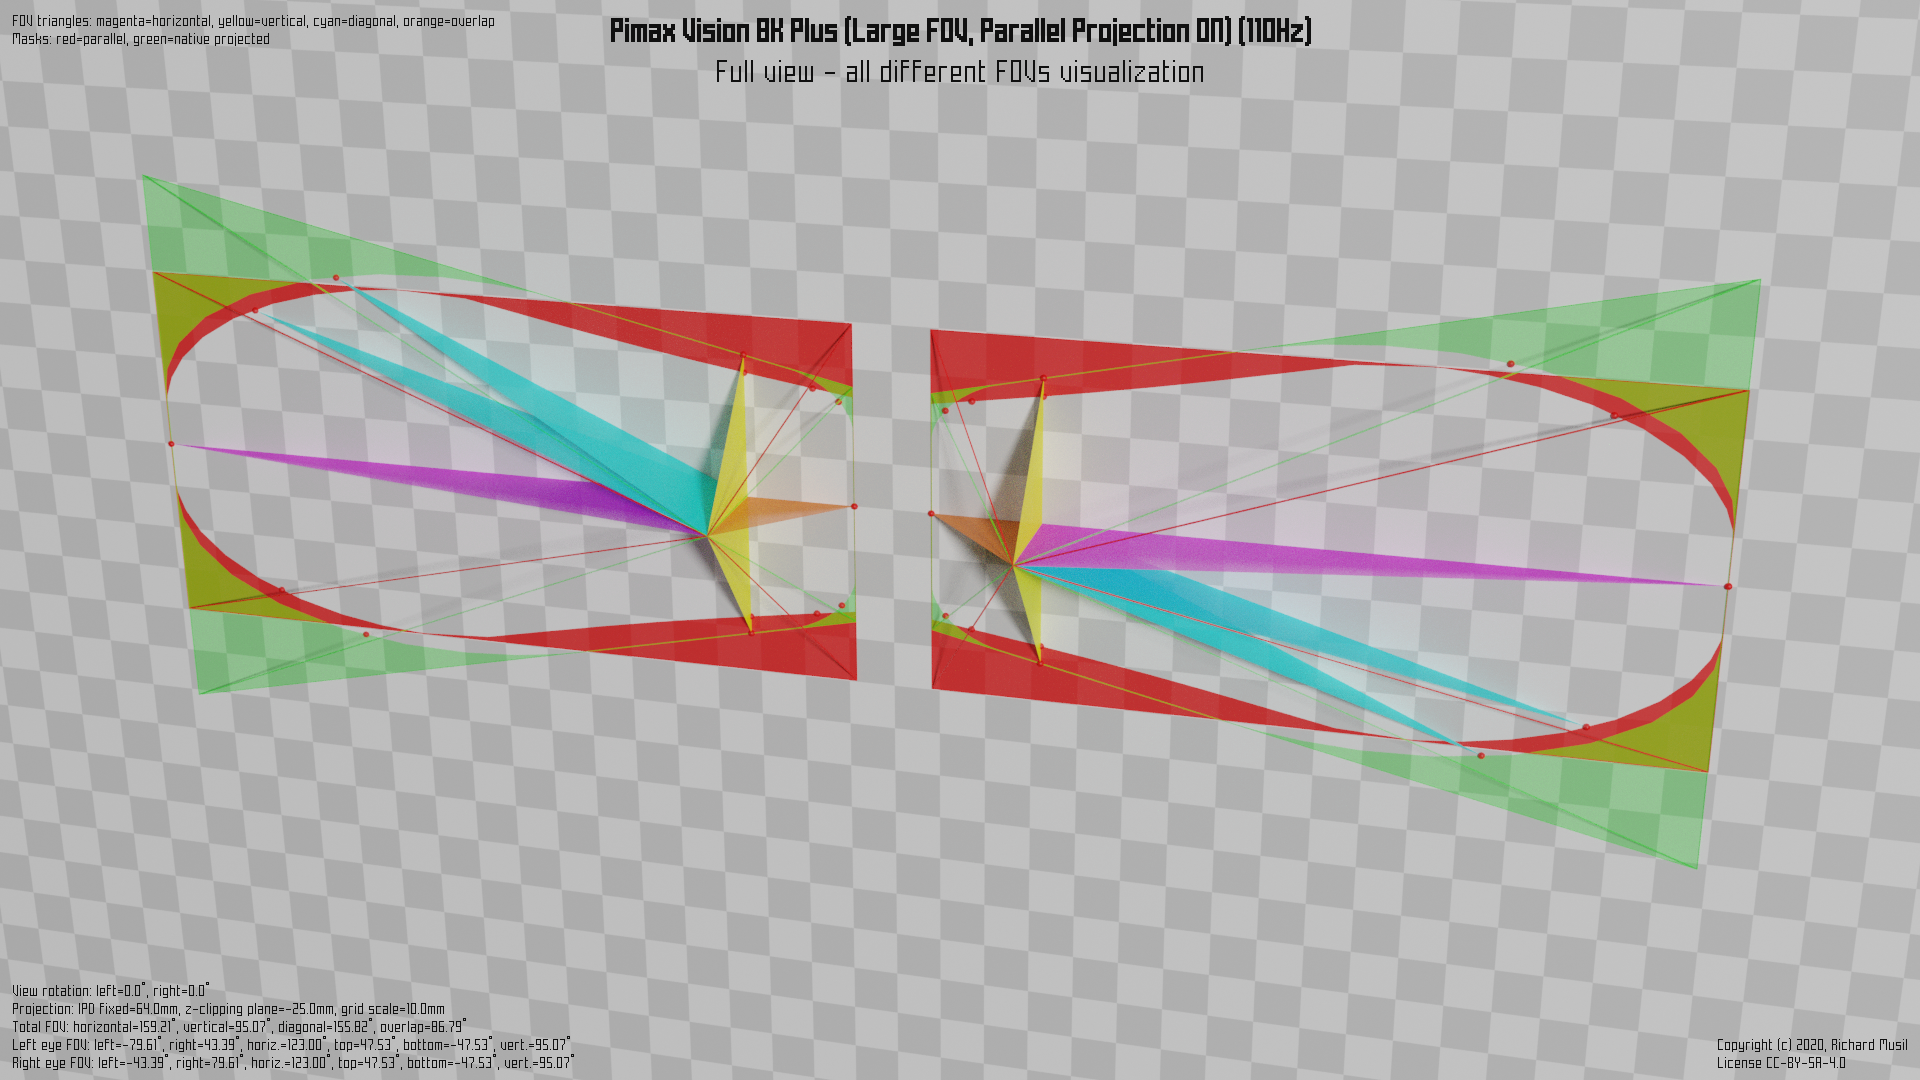 FOV triangles: magenta=horizontal, yellow=vertical, cyan=diagonal, orange=overlap
Masks: red=parallel, green=native projected
Pimax Vision 8K Plus (Large FOV, Parallel Projection ON) (110Hz)
Full view - all different FOVs visualization
View rotation: left=0.0°, right=0.0°
Projection: IPD fixed=64.0mm, z-clipping plane=-25.0mm, grid scale=10.0mm
Total FOV: horizontal=159.21°, vertical=95.07°, diagonal=155.82°, overlap=86.79°
Left eye FOV: left=-79.61°, right=43.39°, horiz.=123.00°, top=47.53°, bottom=-47.53°, vert.=95.07°
Right eye FOV: left=-43.39°, right=79.61°, horiz.=123.00°, top=47.53°, bottom=-47.53°, vert.=95.07°
Copyright (c) 2020, Richard Musil
License CC-BY-SA-4.0